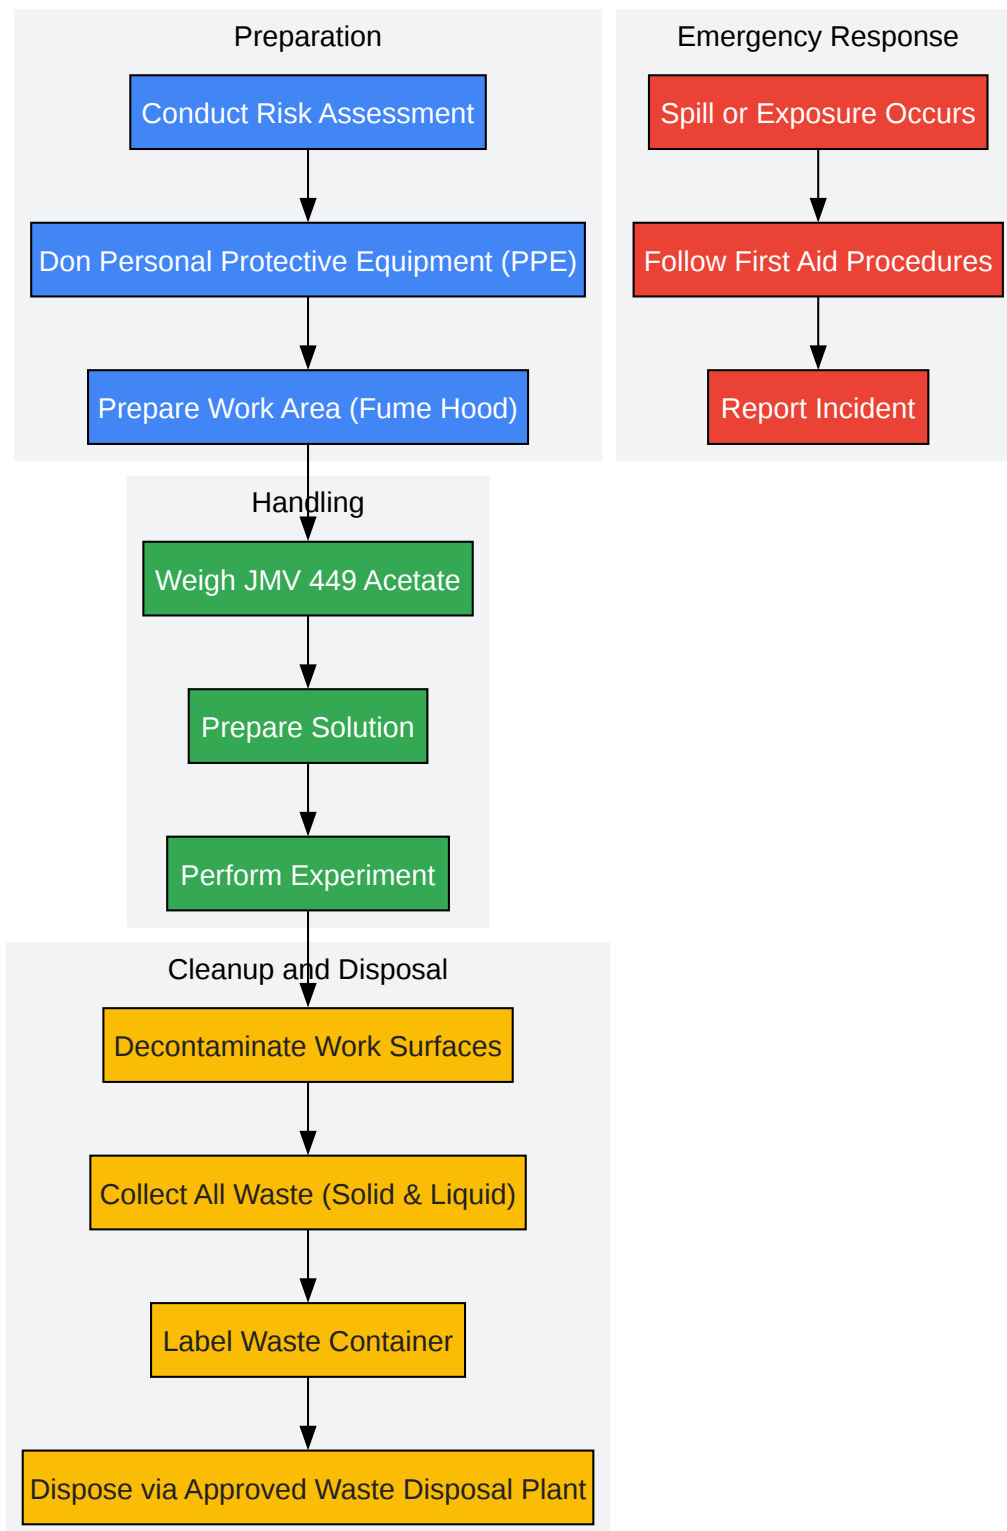 Preparation
Conduct Risk Assessment
Don Personal Protective Equipment (PPE)
Prepare Work Area (Fume Hood)
Emergency Response
Spill or Exposure Occurs
Follow First Aid Procedures
Report Incident
Handling
Weigh JMV 449 Acetate
Prepare Solution
Perform Experiment
Cleanup and Disposal
Decontaminate Work Surfaces
Collect All Waste (Solid & Liquid)
Label Waste Container
Dispose via Approved Waste Disposal Plant